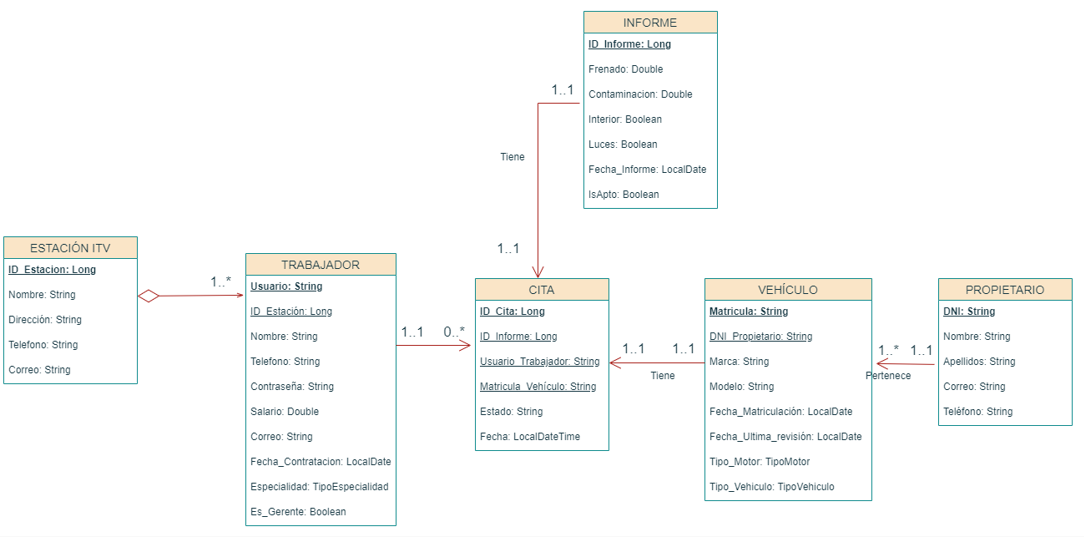 INFORME
ID_Informe: Long
Frenado: Double
Contaminacion: Double
Interior: Boolean
Luces: Boolean
Fecha_Informe: LocalDate
IsApto: Boolean
1..1
Tiene
1..1
ESTACIÓN ITV
ID_Estacion: Long
Nombre: String
Dirección: String
Telefono: String
Correo: String
1..*
TRABAJADOR
Usuario: String
ID_Estación: Long
Nombre: String
Telefono: String
Contraseña: String
Salario: Double
Correo: String
Fecha_Contratacion: LocalDate
Especialidad: TipoEspecialidad
Es_Gerente: Boolean
1..1
0..*
CITA
ID_Cita: Long
ID_Informe: Long
Usuario_Trabajador: String
Matricula_Vehículo: String
Estado: String
Fecha: LocalDateTime
1..1
1..1
Tiene
VEHÍCULO
Matricula: String
DNI_Propietario: String
Marca: String
Modelo: String
Fecha_Matriculación: LocalDate
Fecha_Ultima_revisión: LocalDate
Tipo_Motor: TipoMotor
Tipo_Vehiculo: TipoVehiculo
1..*
1..1
Pertenece
PROPIETARIO
DNI: String
Nombre: String
Apellidos: String
Correo: String
Teléfono: String